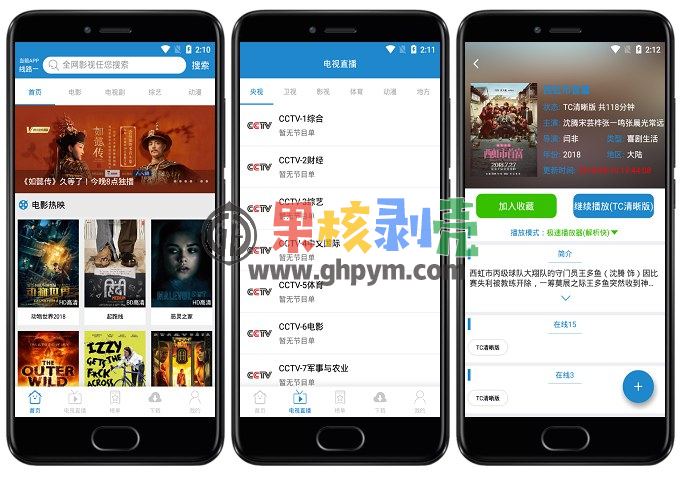 2:10
当前APP
线路一
全网影视任您搜索
搜索
首页 电影 电视剧 综艺 动漫
如懿传
《如懿传》久等了！今晚8点独播
电影热映
HD高清
BD高清
HD高清
动物世界2018
起跑线
恶灵之家
HINDI
MEDIUM
MALEVOLENT
THE
OUTER
WILD
IZZY
GETS THE
F*CK
ACROSS
首页 电视直播 榜单 下载 我的
2:11
电视直播
央视 卫视 影视 体育 动漫 地方
CCTV
CCTV-1综合
暂无节目单
CCTV
CCTV-2财经
暂无节目单
CCTV
CCTV-3综艺
暂无节目单
CCTV-4中文国际
CCTV
CCTV-5体育
暂无节目单
CCTV
CCTV-6电影
暂无节目单
CCTV
CCTV-7军事与农业
暂无节目单
首页 电视直播 榜单 下载 我的
2:12
西虹市首富
状态: TC清晰版 共118分钟
主演: 沈腾宋芸桦张一鸣张晨光常远
导演: 闫非 类型: 喜剧生活
年份: 2018 地区: 大陆
更新时间:
西虹市首富
2018.7.27
加入收藏
继续播放(TC清晰版)
播放模式： 极速播放器(解析快)
简介
西虹市丙级球队大翔队的守门员王多鱼（沈腾 饰）因比
赛失利被教练开除，一筹莫展之际王多鱼突然收到神...
在线15
TC清晰版
在线3
TC清晰版
果核剥壳
www.ghpym.com